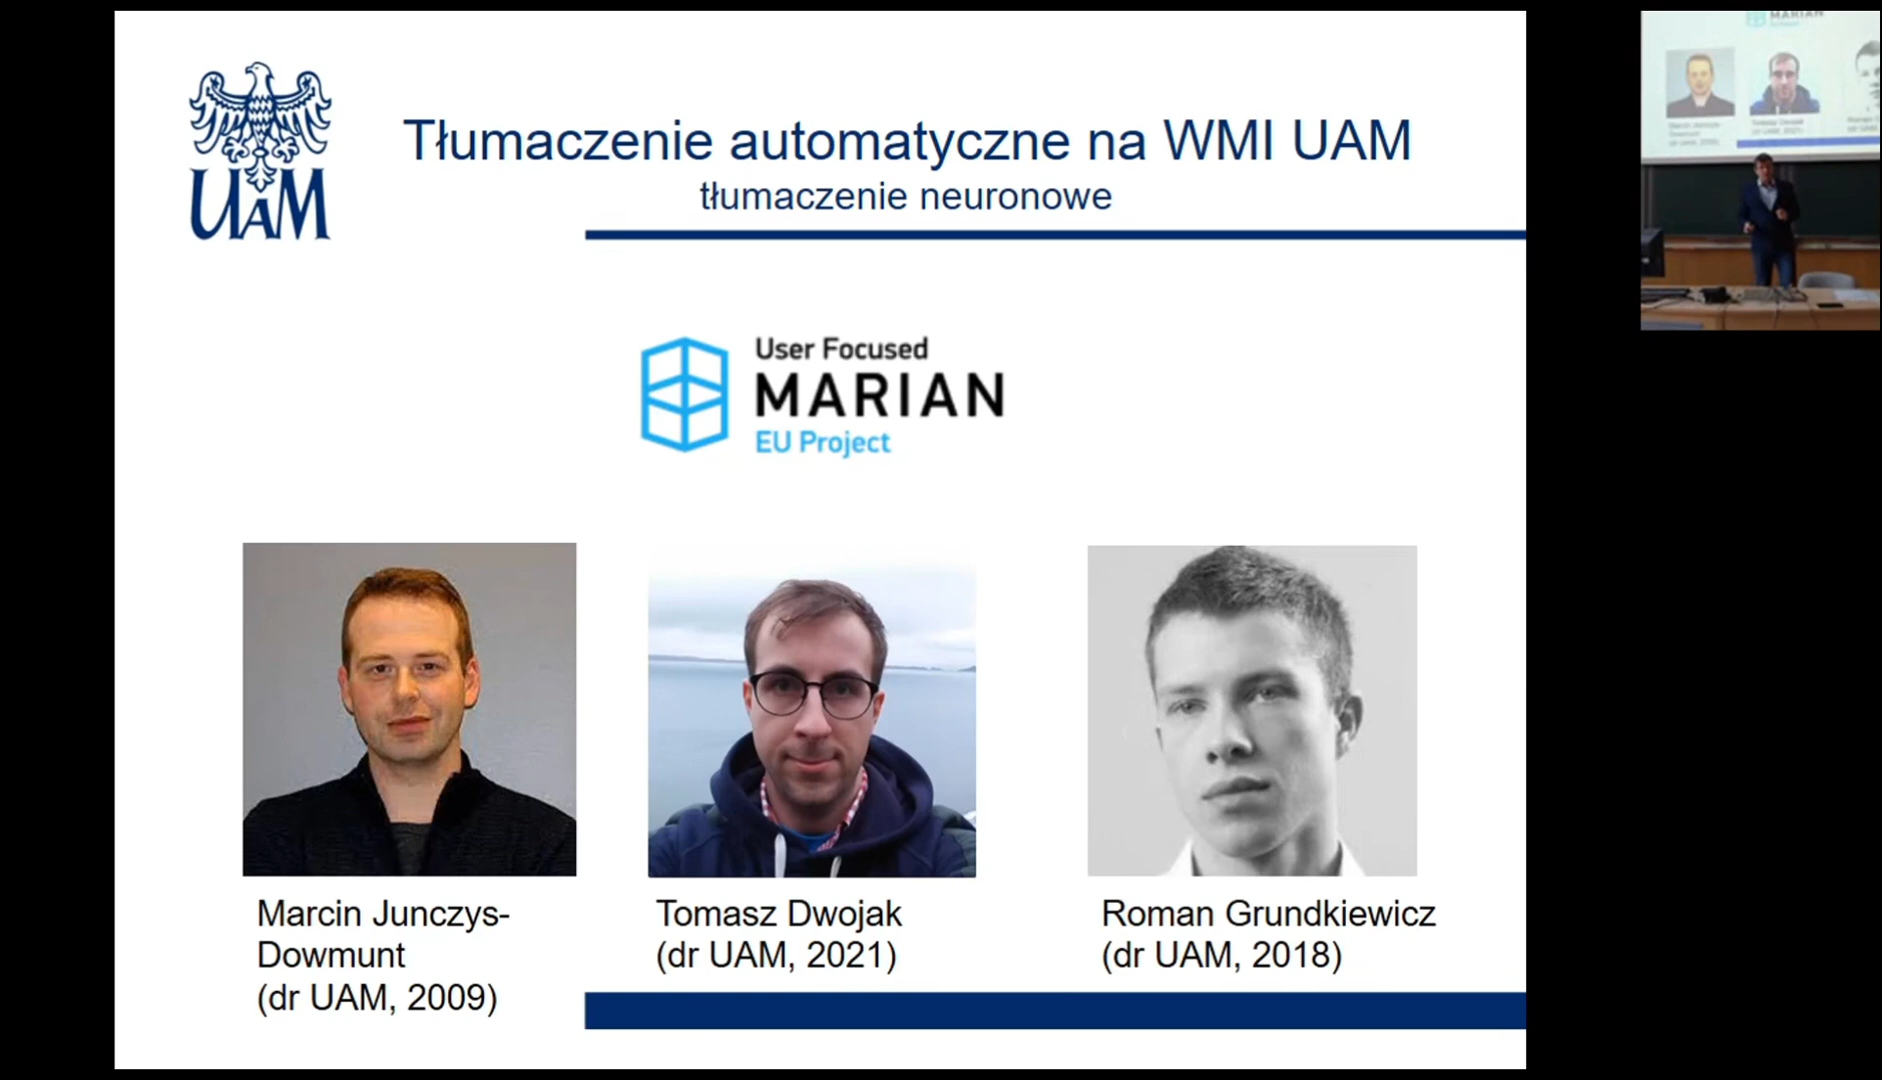 UAM
Tłumaczenie automatyczne na WMI UAM
tłumaczenie neuronowe
User Focused
MARIAN
EU Project
Marcin Junczys-
Dowmunt
(dr UAM, 2009)
Tomasz Dwojak
(dr UAM, 2021)
Roman Grundkiewicz
(dr UAM, 2018)
MARIAN